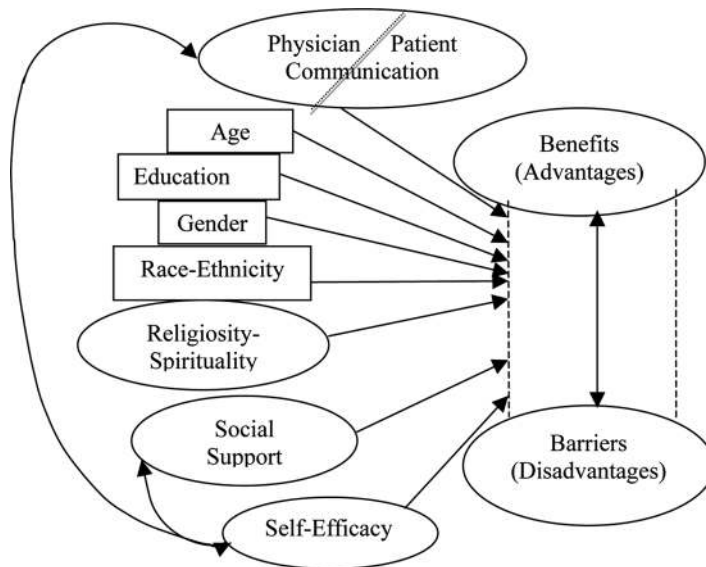 Physician Patient
Communication
Age
Education
Gender
Race-Ethnicity
Religiosity-
Spirituality
Social
Support
Self-Efficacy
Benefits
(Advantages)
Barriers
(Disadvantages)